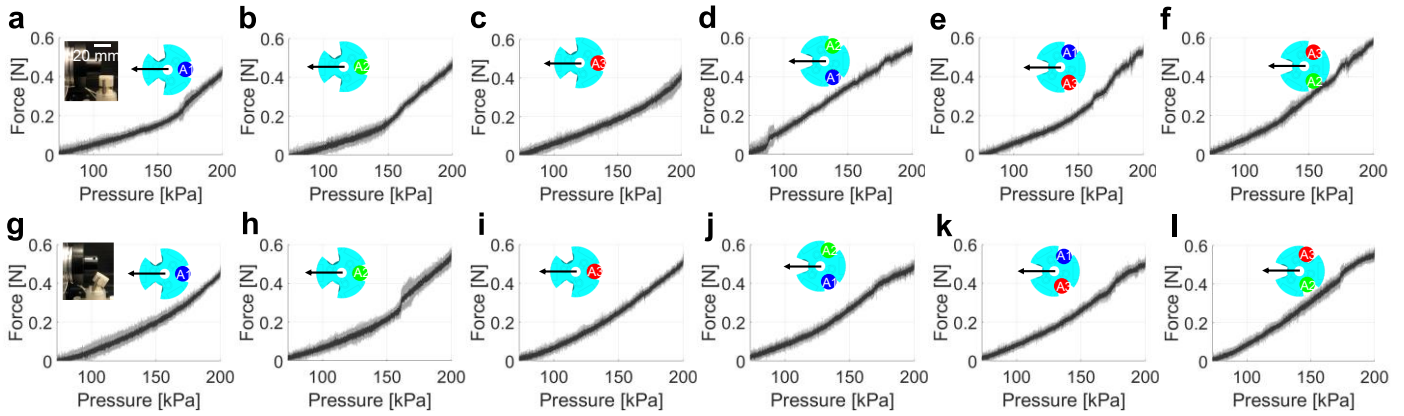 a b c d e f
0.6 0.6 0.6 0.6 0.6 0.6
20 mm A1 A2 A3 A2 A1 A1 A3 A3 A2
0.4 0.4 0.4 0.4 0.4 0.4
Force [N] Force [N] Force [N] Force [N] Force [N] Force [N]
0.2 0.2 0.2 0.2 0.2 0.2
0 0 0 0 0 0
100 150 200 100 150 200 100 150 200 100 150 200 100 150 200 100 150 200
Pressure [kPa] Pressure [kPa] Pressure [kPa] Pressure [kPa] Pressure [kPa] Pressure [kPa]
g h i j k l
0.6 0.6 0.6 0.6 0.6 0.6
A1 A2 A3 A2 A1 A1 A3 A3 A2
0.4 0.4 0.4 0.4 0.4 0.4
Force [N] Force [N] Force [N] Force [N] Force [N] Force [N]
0.2 0.2 0.2 0.2 0.2 0.2
0 0 0 0 0 0
100 150 200 100 150 200 100 150 200 100 150 200 100 150 200 100 150 200
Pressure [kPa] Pressure [kPa] Pressure [kPa] Pressure [kPa] Pressure [kPa] Pressure [kPa]